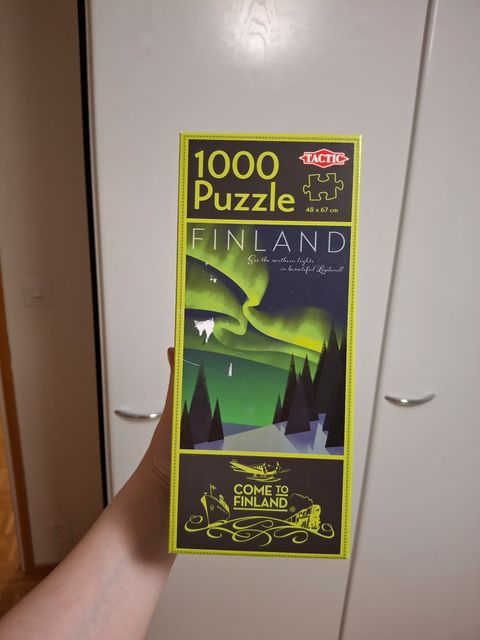 1000
Puzzle
TACTIC
48 x 67 cm
FINLAND
See the northern lights
in beautiful Lapland!
COME TO
FINLAND®